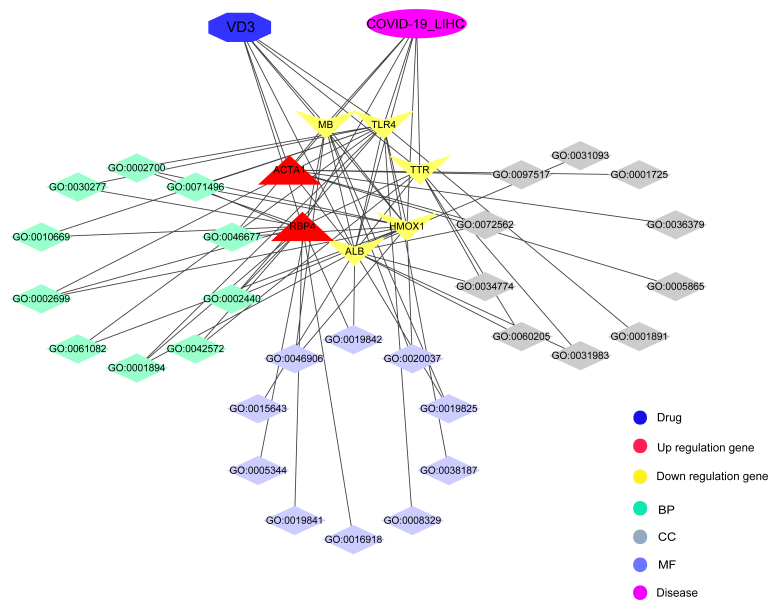 VD3
COVID-19_LIHC
MB
TLR4
ACTA1
TTR
RBP4
HMOX1
ALB
GO:0002700
GO:0030277
GO:0071496
GO:0010669
GO:0046677
GO:0002699
GO:0002440
GO:0061082
GO:0001894
GO:0042572
GO:0031093
GO:0097517
GO:0001725
GO:0072562
GO:0036379
GO:0034774
GO:0005865
GO:0060205
GO:0001891
GO:0031983
GO:0019842
GO:0046906
GO:0020037
GO:0015643
GO:0019825
GO:0005344
GO:0038187
GO:0019841
GO:0008329
GO:0016918
Drug
Up regulation gene
Down regulation gene
BP
CC
MF
Disease